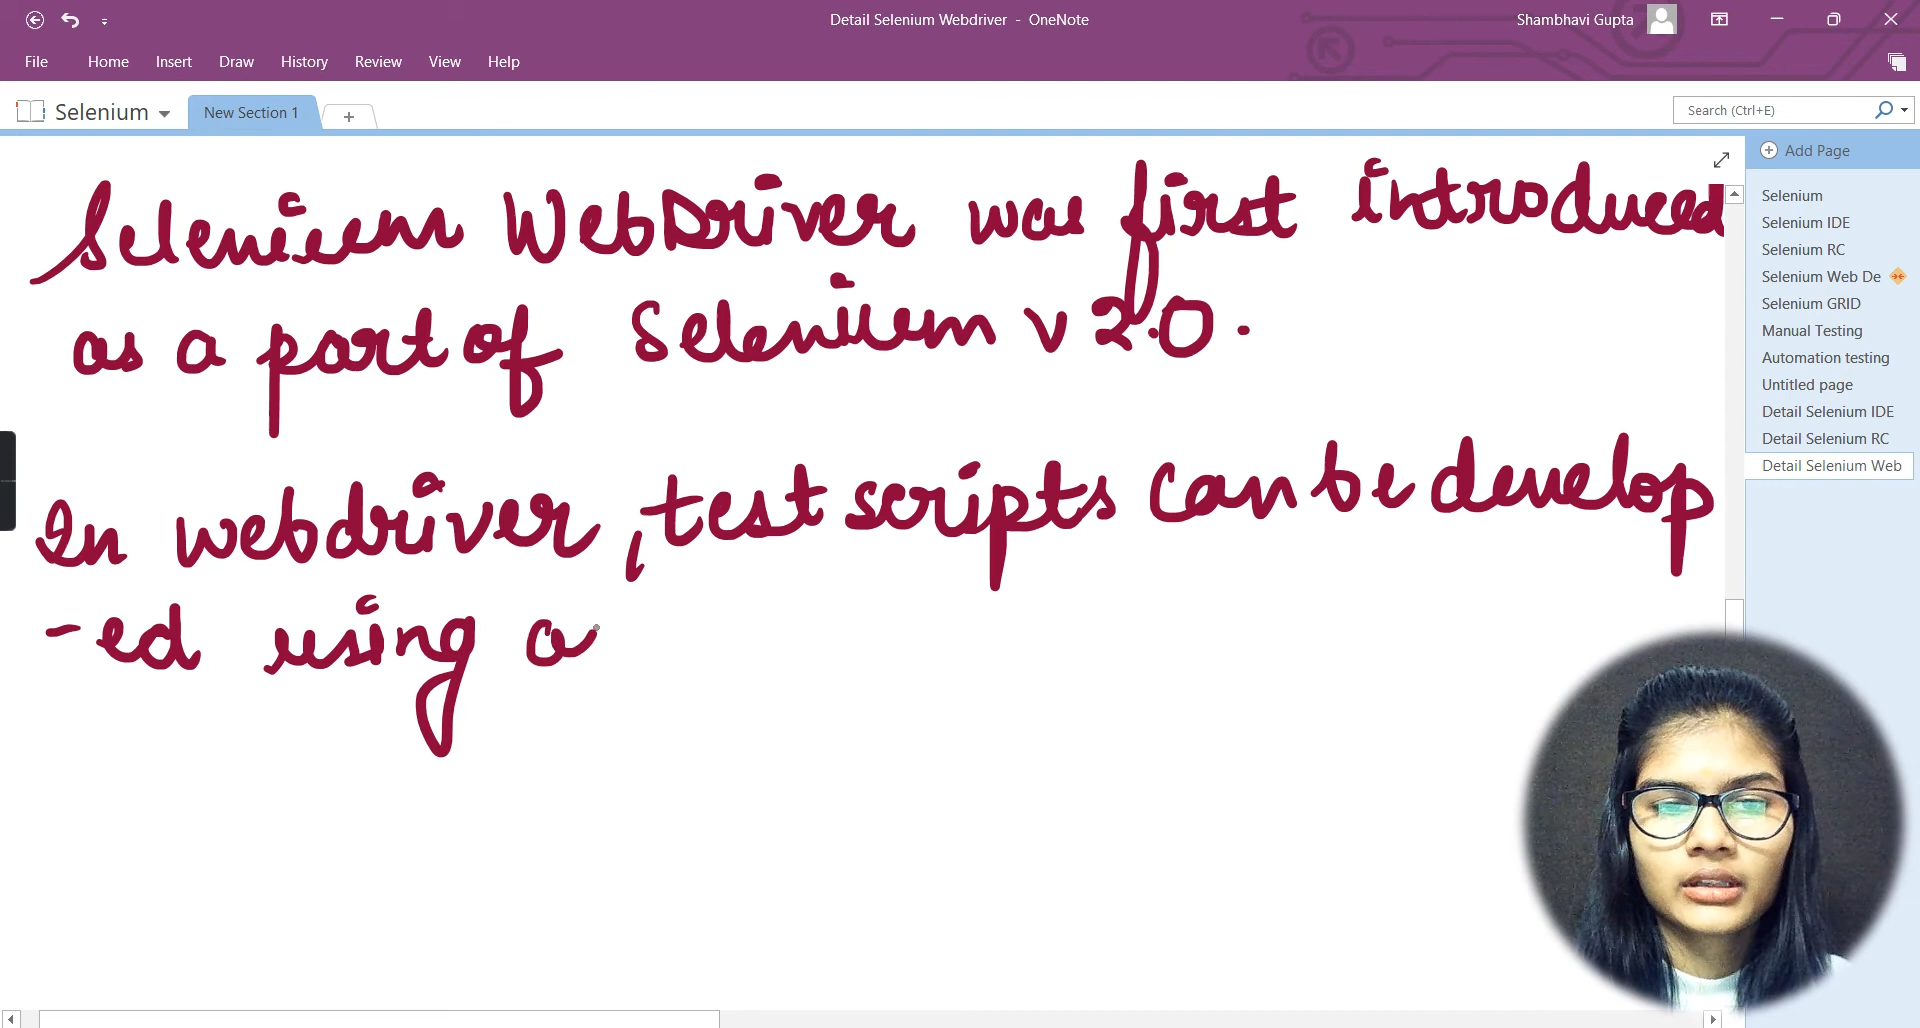 Detail Selenium Webdriver - OneNote
Shambhavi Gupta
File Home Insert Draw History Review View Help
Selenium
New Section 1
+
Search (Ctrl+E)
Add Page
Selenium
Selenium IDE
Selenium RC
Selenium Web De
Selenium GRID
Manual Testing
Automation testing
Untitled page
Detail Selenium IDE
Detail Selenium RC
Detail Selenium Web
Selenium WebDriver was first introduced
as a part of Selenium v 2.0.
In webdriver, test scripts can be develop
-ed using a